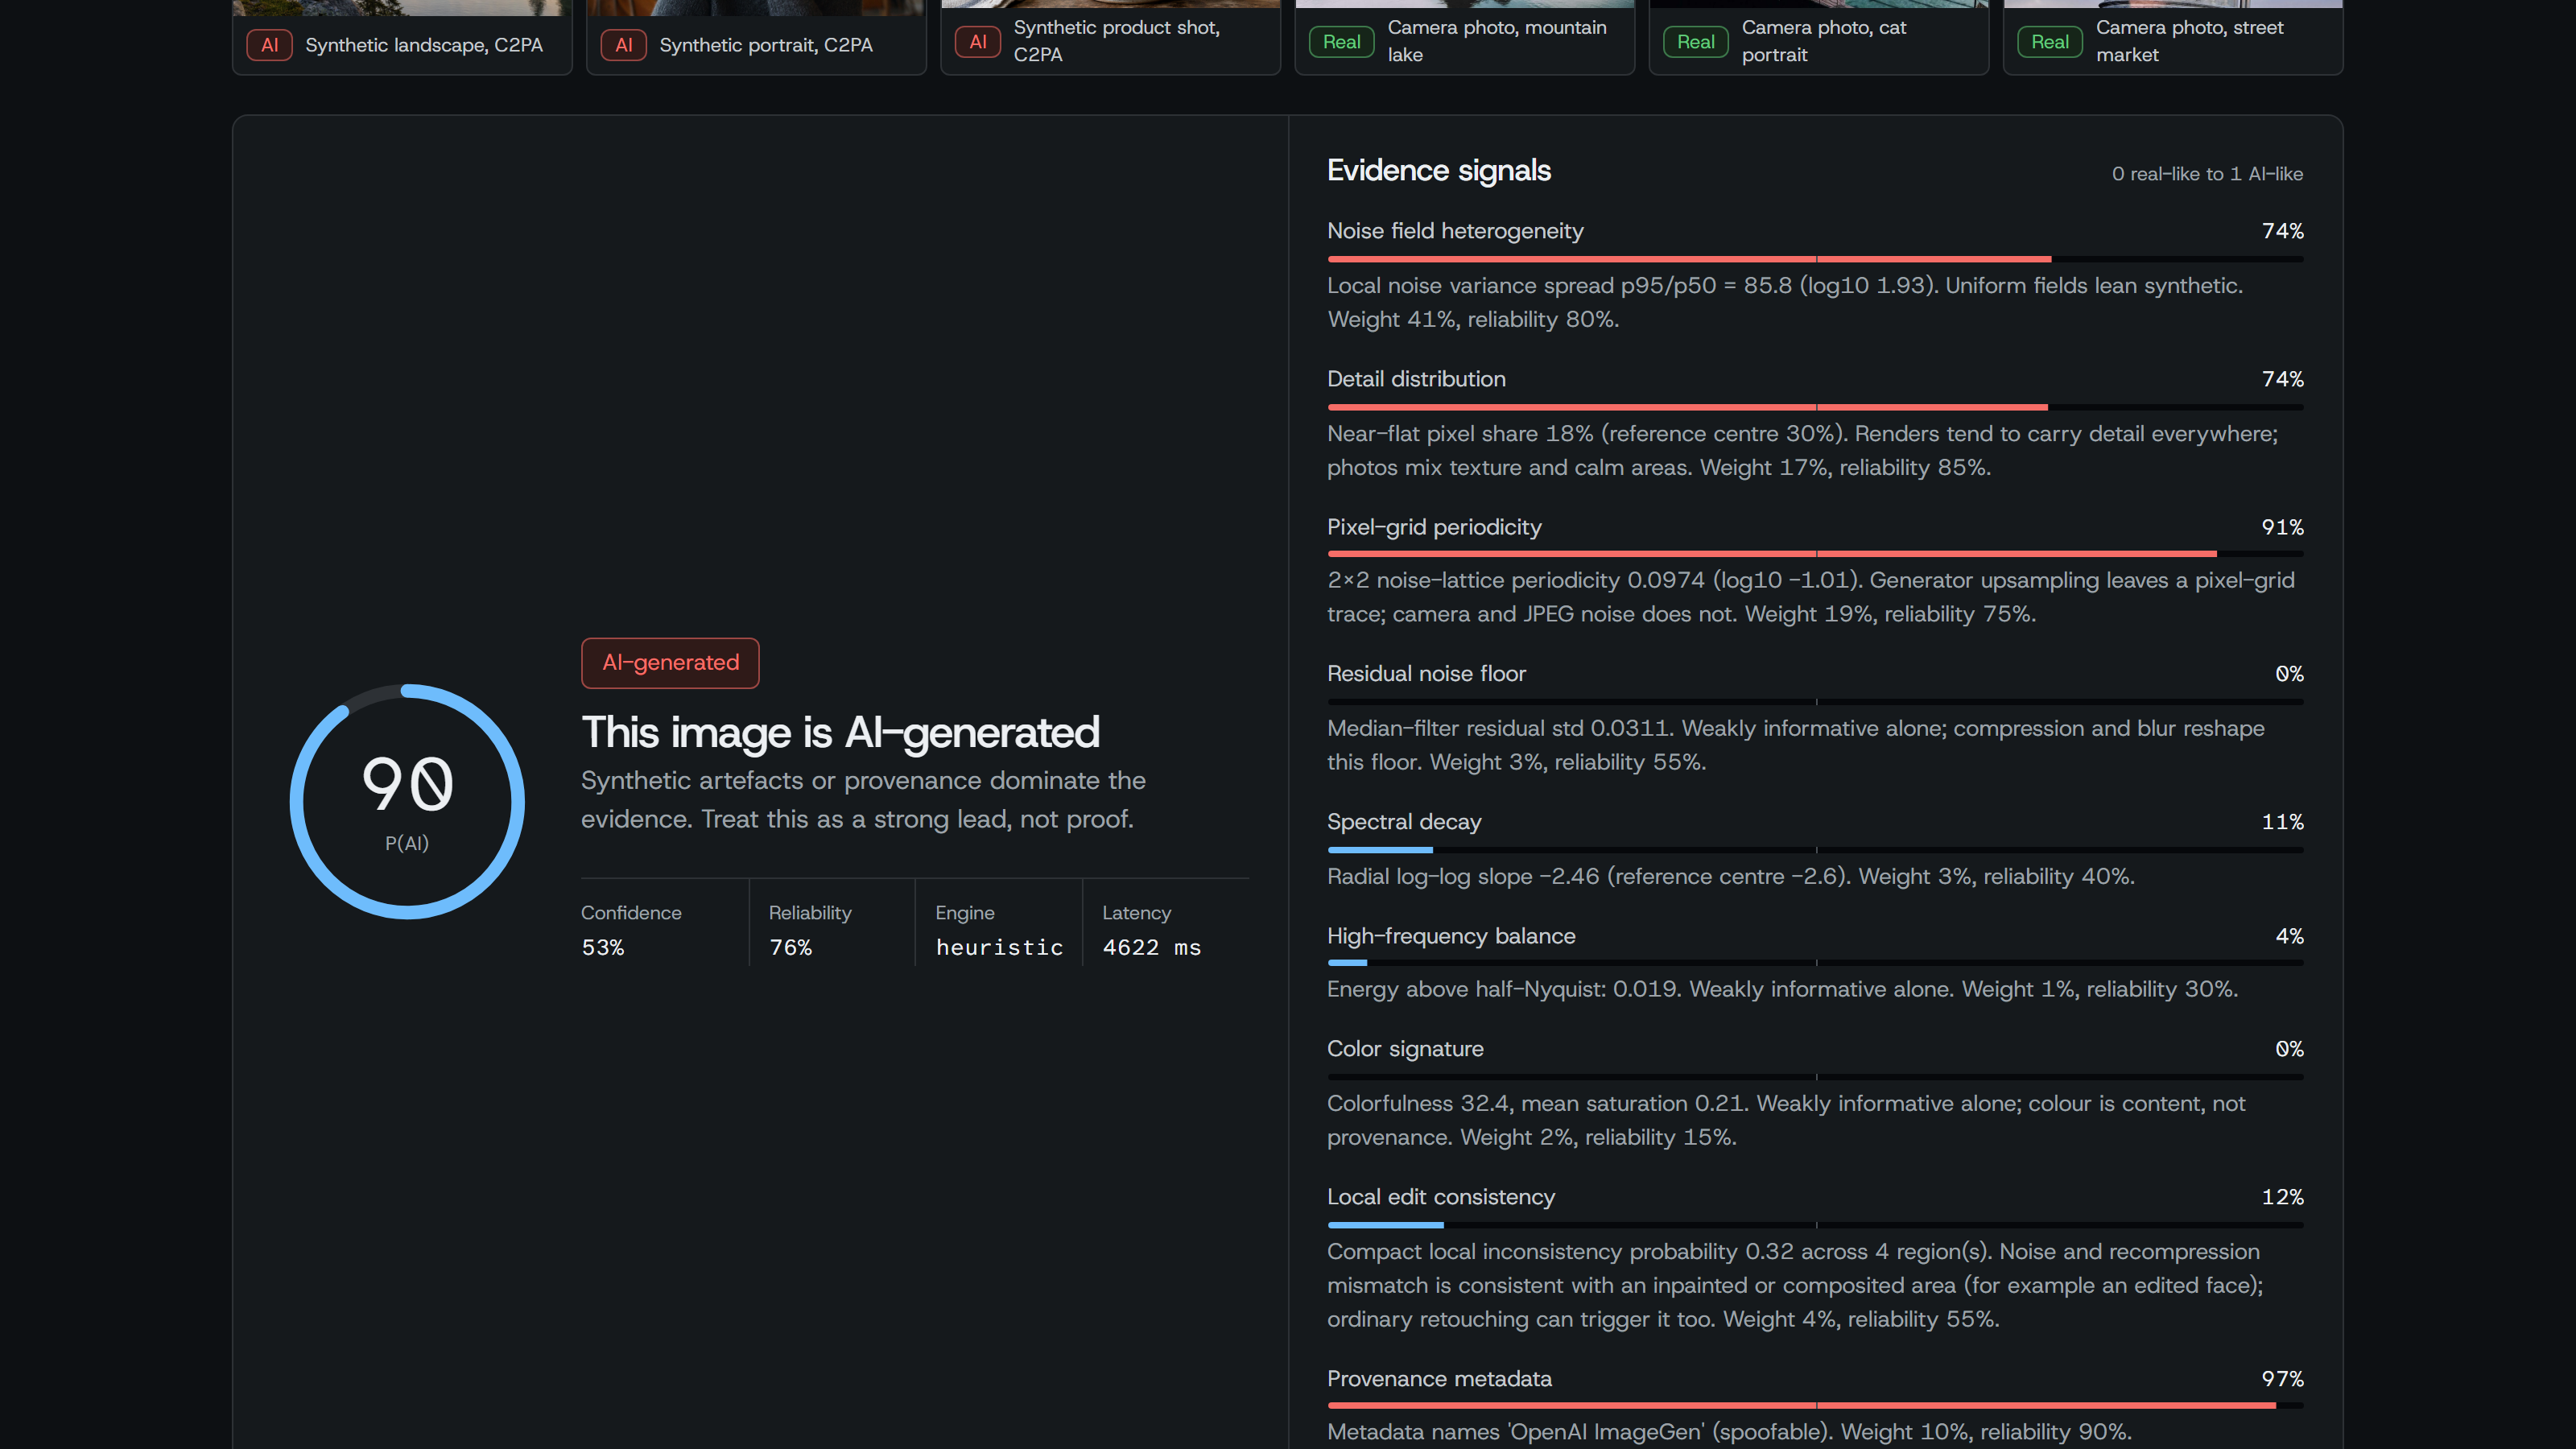 AI Synthetic landscape, C2PA
AI Synthetic portrait, C2PA
AI Synthetic product shot,
C2PA
Real Camera photo, mountain
lake
Real Camera photo, cat
portrait
Real Camera photo, street
market
90
P(AI)
AI-generated
This image is AI-generated
Synthetic artefacts or provenance dominate the
evidence. Treat this as a strong lead, not proof.
Confidence
53%
Reliability
76%
Engine
heuristic
Latency
4622 ms
Evidence signals
0 real-like to 1 AI-like
Noise field heterogeneity 74%
Local noise variance spread p95/p50 = 85.8 (log10 1.93). Uniform fields lean synthetic.
Weight 41%, reliability 80%.
Detail distribution 74%
Near-flat pixel share 18% (reference centre 30%). Renders tend to carry detail everywhere;
photos mix texture and calm areas. Weight 17%, reliability 85%.
Pixel-grid periodicity 91%
2×2 noise-lattice periodicity 0.0974 (log10 -1.01). Generator upsampling leaves a pixel-grid
trace; camera and JPEG noise does not. Weight 19%, reliability 75%.
Residual noise floor 0%
Median-filter residual std 0.0311. Weakly informative alone; compression and blur reshape
this floor. Weight 3%, reliability 55%.
Spectral decay 11%
Radial log-log slope -2.46 (reference centre -2.6). Weight 3%, reliability 40%.
High-frequency balance 4%
Energy above half-Nyquist: 0.019. Weakly informative alone. Weight 1%, reliability 30%.
Color signature 0%
Colorfulness 32.4, mean saturation 0.21. Weakly informative alone; colour is content, not
provenance. Weight 2%, reliability 15%.
Local edit consistency 12%
Compact local inconsistency probability 0.32 across 4 region(s). Noise and recompression
mismatch is consistent with an inpainted or composited area (for example an edited face);
ordinary retouching can trigger it too. Weight 4%, reliability 55%.
Provenance metadata 97%
Metadata names 'OpenAI ImageGen' (spoofable). Weight 10%, reliability 90%.